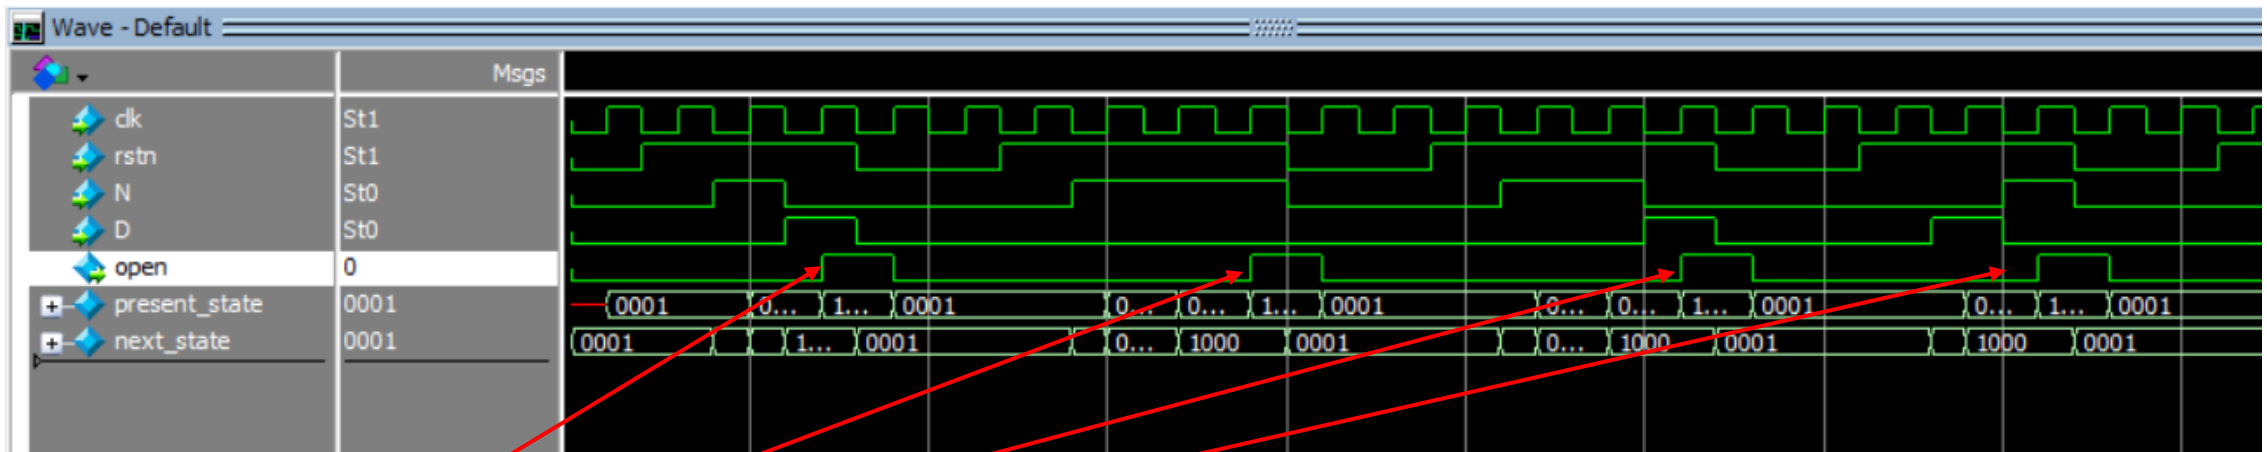 Wave - Default
Msgs
clk St1
rstn St1
N St0
D St0
open 0
present_state 0001 0001 0... 1... 0001 0... 0... 1... 0001 0... 0... 1... 0001 0... 1... 0001
next_state 0001 0001 1... 0001 0... 1000 0001 0... 1000 0001 1000 0001